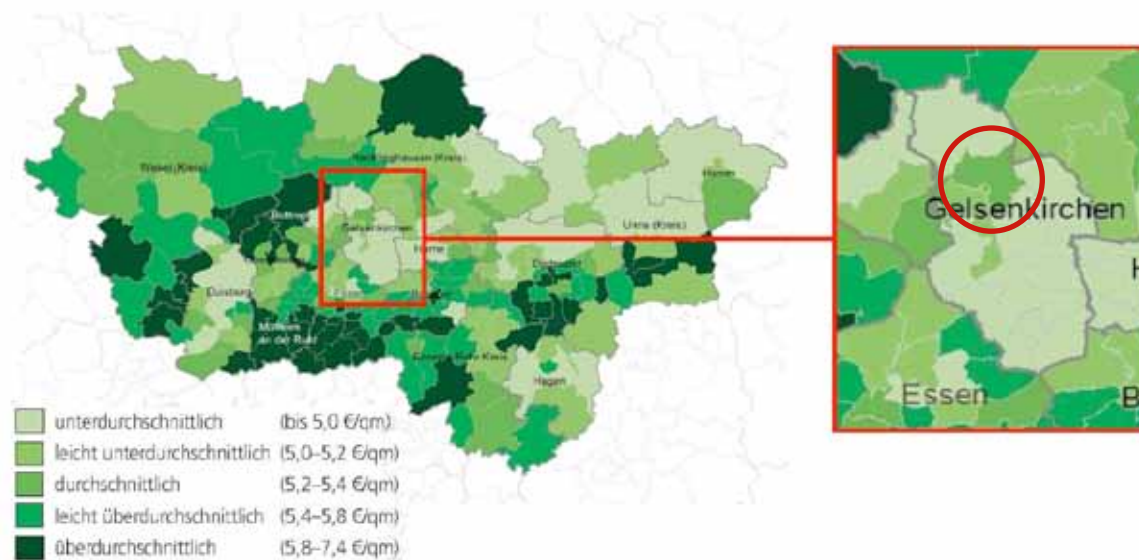 Wesel (Kreis)
Recklinghausen (Kreis)
Hamm
Bottrop
Gelsenkirchen
Unna (Kreis)
Herne
Dortmund
Duisburg
Essen
Mülheim
an der Ruhr
Ennepe-Ruhr-Kreis
Hagen
Gelsenkirchen
H
Essen
B
unterdurchschnittlich (bis 5,0 €/qm)
leicht unterdurchschnittlich (5,0–5,2 €/qm)
durchschnittlich (5,2–5,4 €/qm)
leicht überdurchschnittlich (5,4–5,8 €/qm)
überdurchschnittlich (5,8–7,4 €/qm)